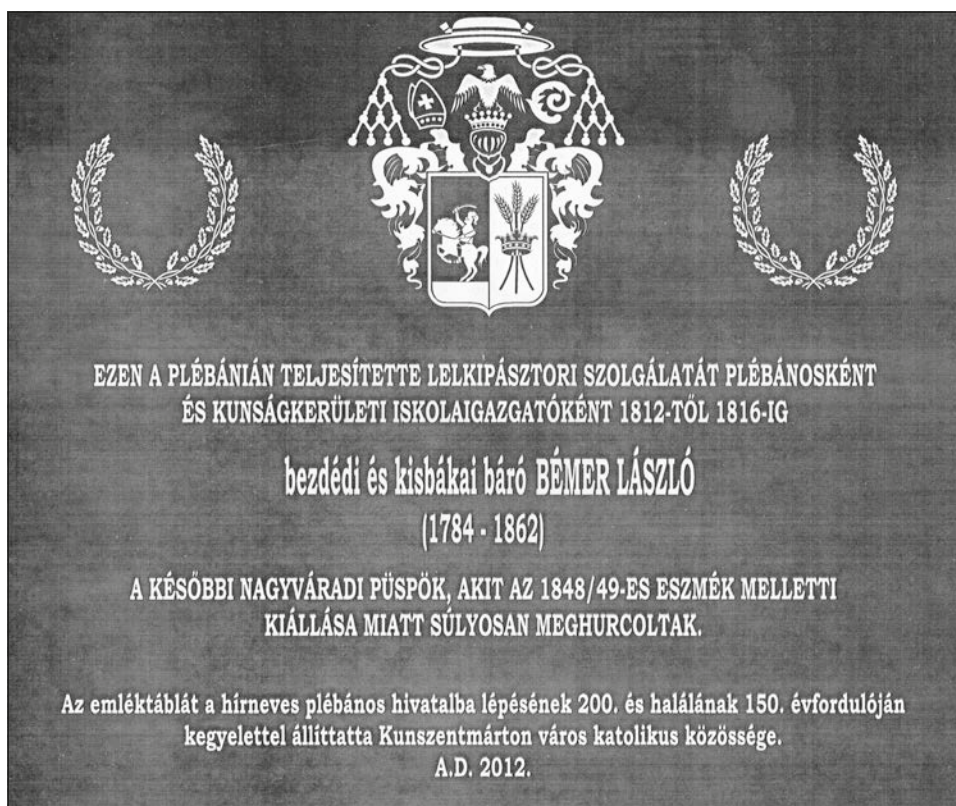 EZEN A PLÉBÁNIÁN TELJESÍTETTE LELKIPÁSZTORI SZOLGÁLATÁT PLÉBÁNOSKÉNT
ÉS KUNSÁGKERÜLETI ISKOLAIGAZGATÓKÉNT 1812-TŐL 1816-IG
bezdédi és kisbákai báró BÉMER LÁSZLÓ
(1784 - 1862)
A KÉSŐBBI NAGYVÁRADI PÜSPÖK, AKIT AZ 1848/49-ES ESZMÉK MELLETTI
KIÁLLÁSA MIATT SÚLYOSAN MEGHURCOLTAK.
Az emléktáblát a hírneves plébános hivatalba lépésének 200. és halálának 150. évfordulóján
kegyelettel állíttatta Kunszentmárton város katolikus közössége.
A.D. 2012.